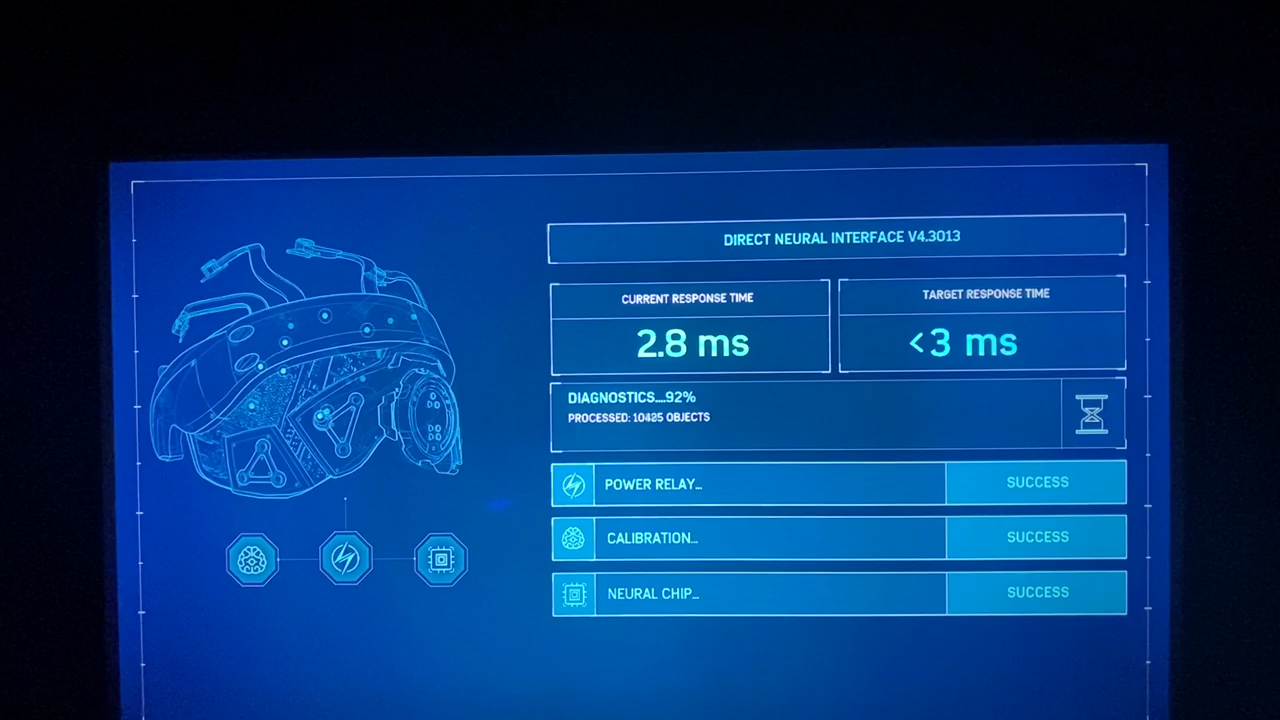 DIRECT NEURAL INTERFACE V4.3013
CURRENT RESPONSE TIME
TARGET RESPONSE TIME
2.8 ms
<3 ms
DIAGNOSTICS....92%
PROCESSED: 10425 OBJECTS
POWER RELAY...
SUCCESS
CALIBRATION...
SUCCESS
NEURAL CHIP...
SUCCESS